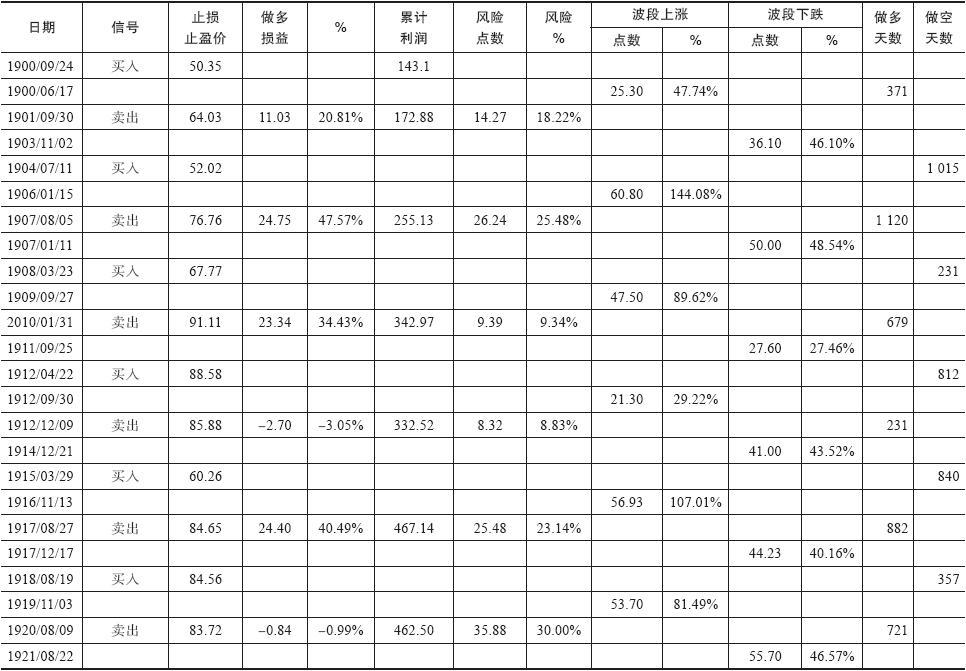 日期 信号 止损止盈价 做多损益 % 累计利润 风险点数 风险% 波段上涨 波段下跌 做多天数 做空天数
点数 % 点数 %
1900/09/24 买入 50.35 143.1
1900/06/17 25.30 47.74% 371
1901/09/30 卖出 64.03 11.03 20.81% 172.88 14.27 18.22%
1903/11/02 36.10 46.10%
1904/07/11 买入 52.02 1 015
1906/01/15 60.80 144.08%
1907/08/05 卖出 76.76 24.75 47.57% 255.13 26.24 25.48% 1 120
1907/01/11 50.00 48.54%
1908/03/23 买入 67.77 231
1909/09/27 47.50 89.62%
2010/01/31 卖出 91.11 23.34 34.43% 342.97 9.39 9.34% 679
1911/09/25 27.60 27.46%
1912/04/22 买入 88.58 812
1912/09/30 21.30 29.22%
1912/12/09 卖出 85.88 –2.70 –3.05% 332.52 8.32 8.83% 231
1914/12/21 41.00 43.52%
1915/03/29 买入 60.26 840
1916/11/13 56.93 107.01%
1917/08/27 卖出 84.65 24.40 40.49% 467.14 25.48 23.14% 882
1917/12/17 44.23 40.16%
1918/08/19 买入 84.56 357
1919/11/03 53.70 81.49%
1920/08/09 卖出 83.72 –0.84 –0.99% 462.50 35.88 30.00% 721
1921/08/22 55.70 46.57%